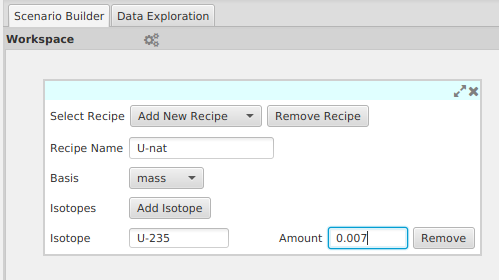 Scenario Builder Data Exploration
Workspace
Select Recipe Add New Recipe Remove Recipe
Recipe Name U-nat
Basis mass
Isotopes Add Isotope
Isotope U-235 Amount 0.007 Remove